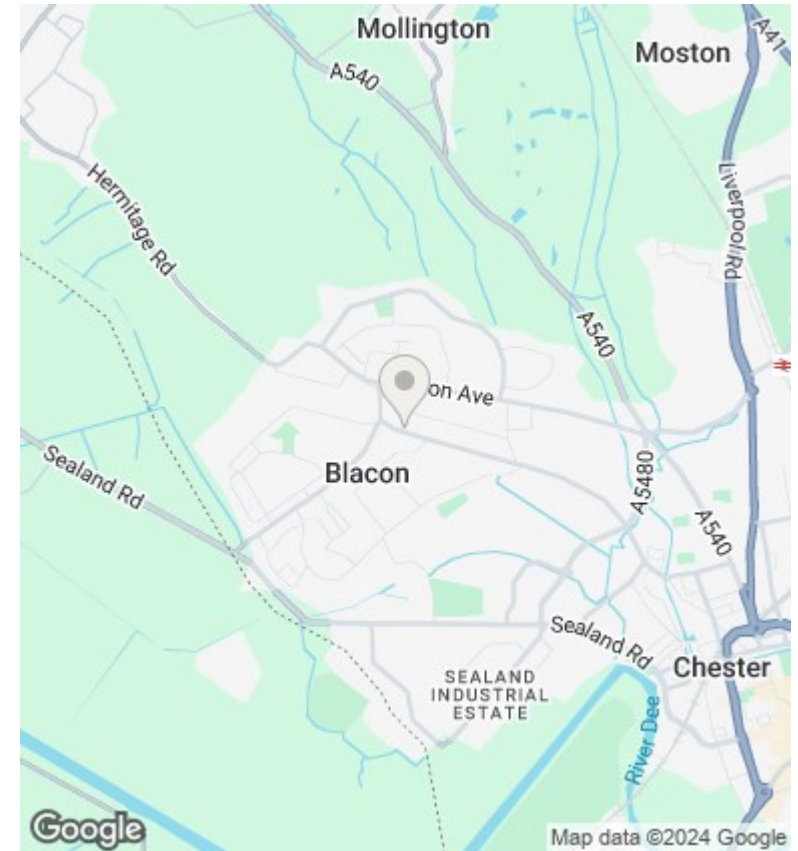 Mollington
A41
Moston
A540
Liverpool Rd
Hermitage Rd
A540
on Ave
Sealand Rd
Blacon
A5480
A540
Sealand Rd
SEALAND
INDUSTRIAL
ESTATE
Chester
River Dee
Google
Map data ©2024 Google